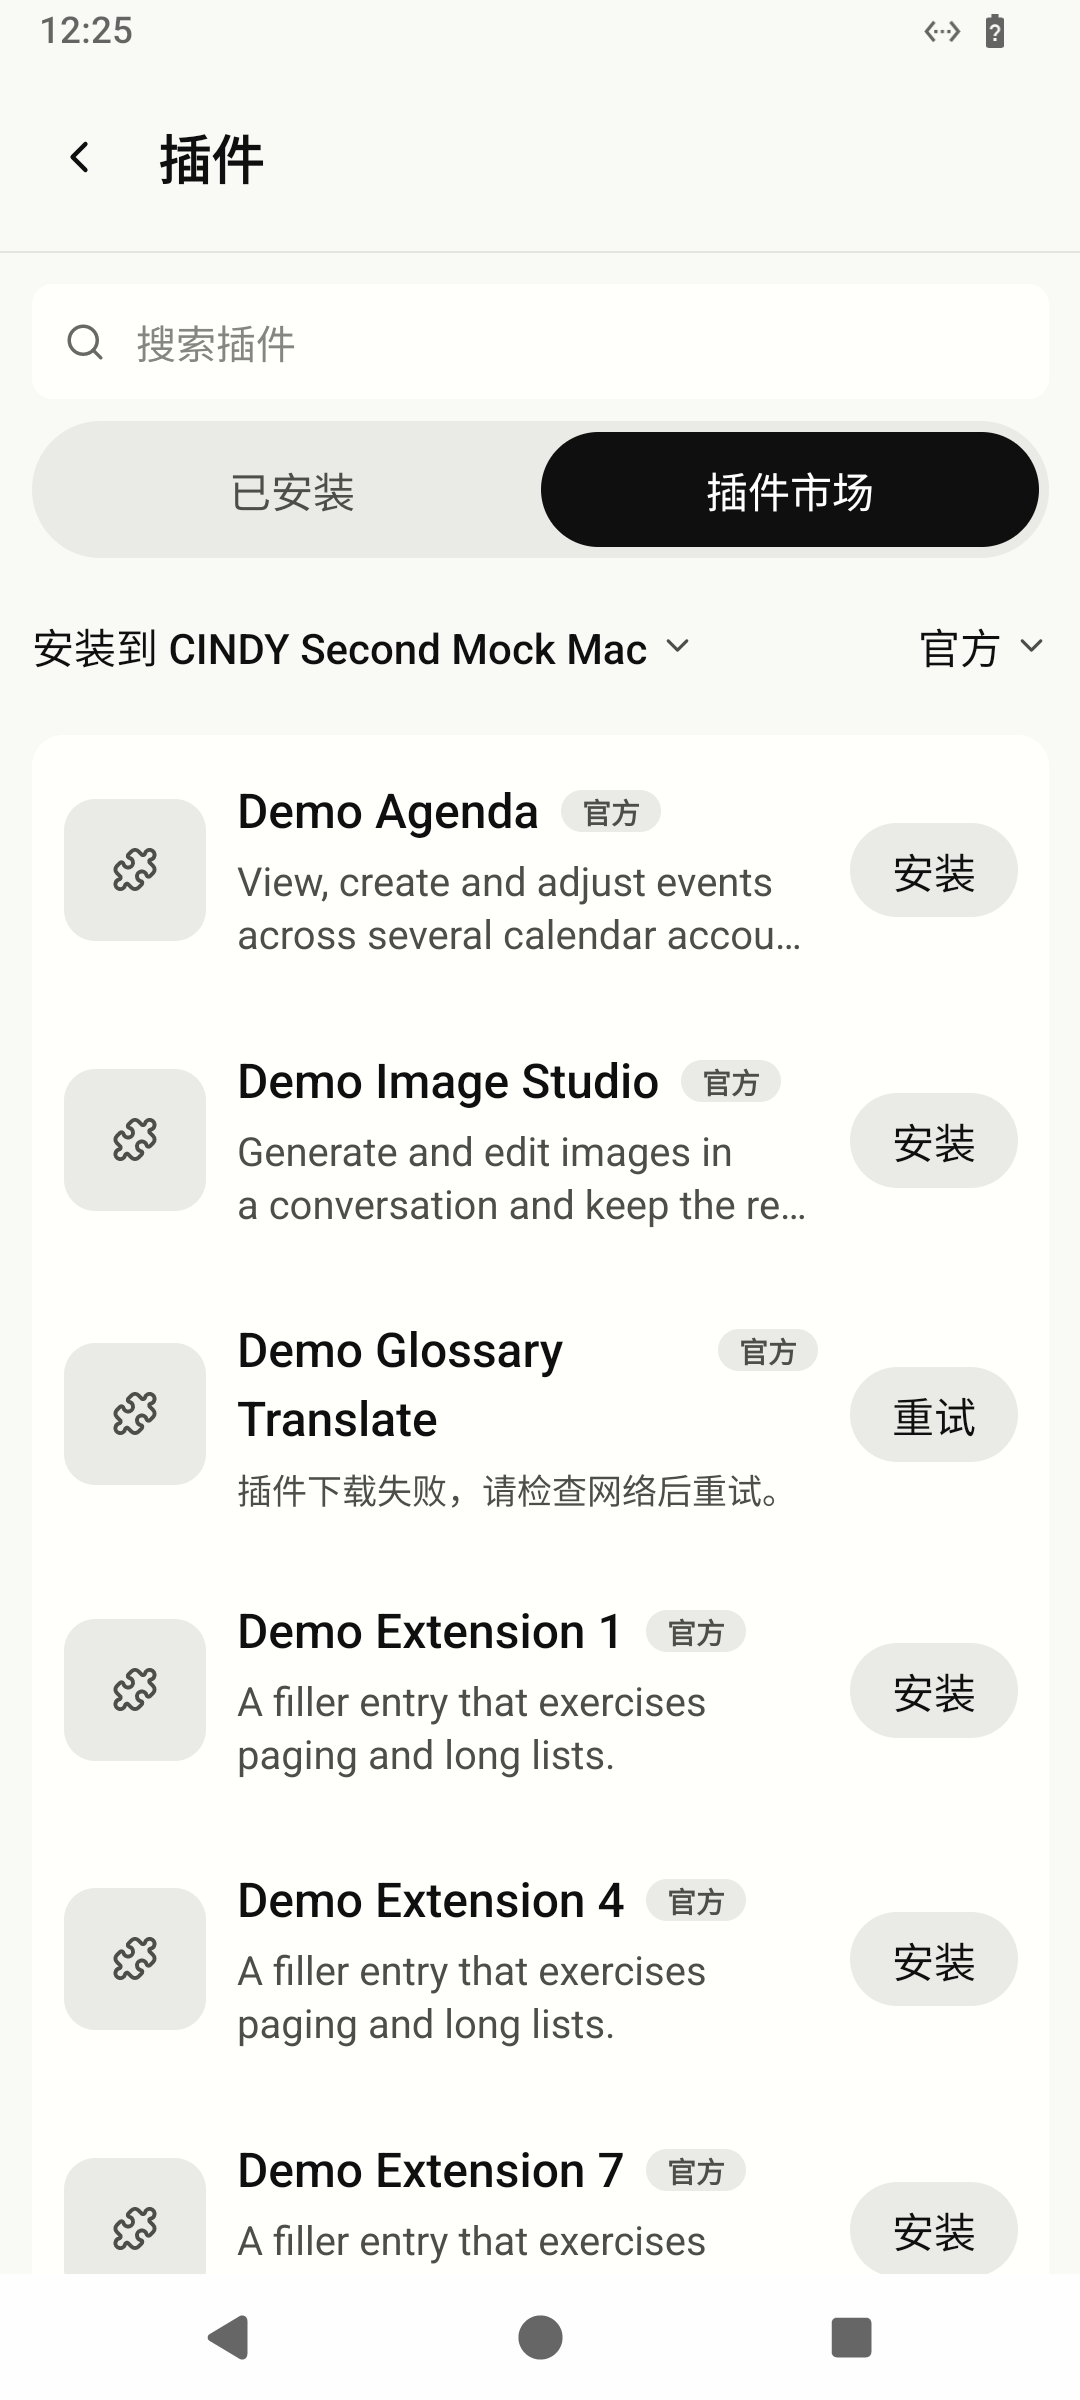 12:25
插件
搜索插件
已安装 插件市场
安装到 CINDY Second Mock Mac 官方
Demo Agenda 官方
View, create and adjust events
across several calendar accou...
安装
Demo Image Studio 官方
Generate and edit images in
a conversation and keep the re...
安装
Demo Glossary 官方
Translate
插件下载失败，请检查网络后重试。
重试
Demo Extension 1 官方
A filler entry that exercises
paging and long lists.
安装
Demo Extension 4 官方
A filler entry that exercises
paging and long lists.
安装
Demo Extension 7 官方
A filler entry that exercises
安装